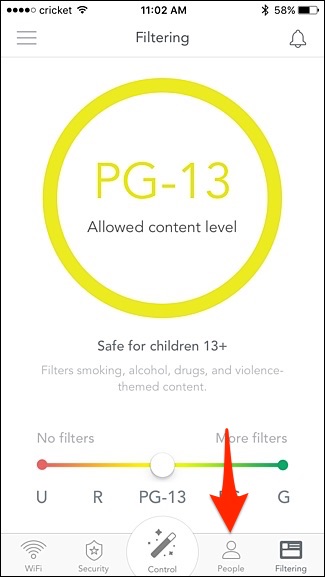 cricket 11:02 AM 58%
Filtering
PG-13
Allowed content level
Safe for children 13+
Filters smoking, alcohol, drugs, and violence-
themed content.
No filters More filters
U R PG-13 G
WiFi Security Control People Filtering